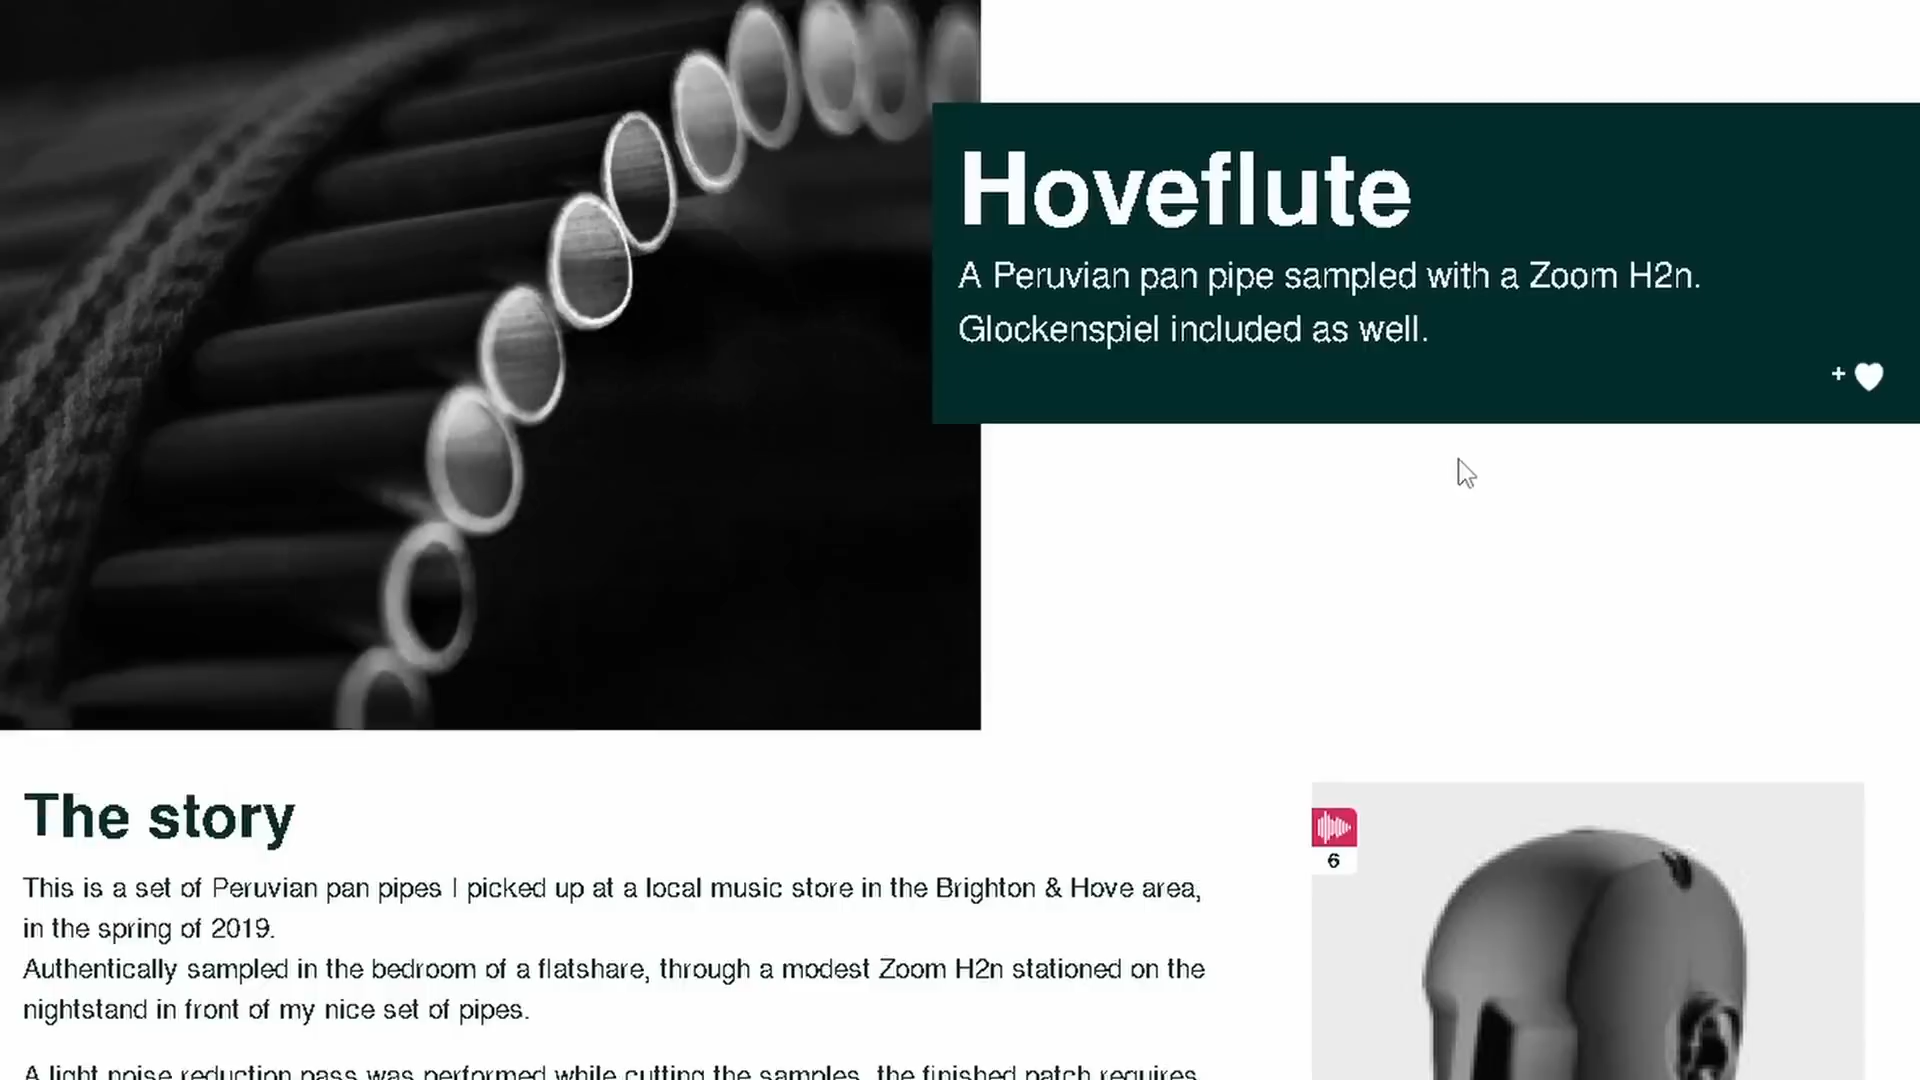 Hoveflute
A Peruvian pan pipe sampled with a Zoom H2n.
Glockenspiel included as well.
+
The story
This is a set of Peruvian pan pipes I picked up at a local music store in the Brighton & Hove area,
in the spring of 2019.
Authentically sampled in the bedroom of a flatshare, through a modest Zoom H2n stationed on the
nightstand in front of my nice set of pipes.
A light noise reduction pass was performed while cutting the samples, the finished patch requires
6